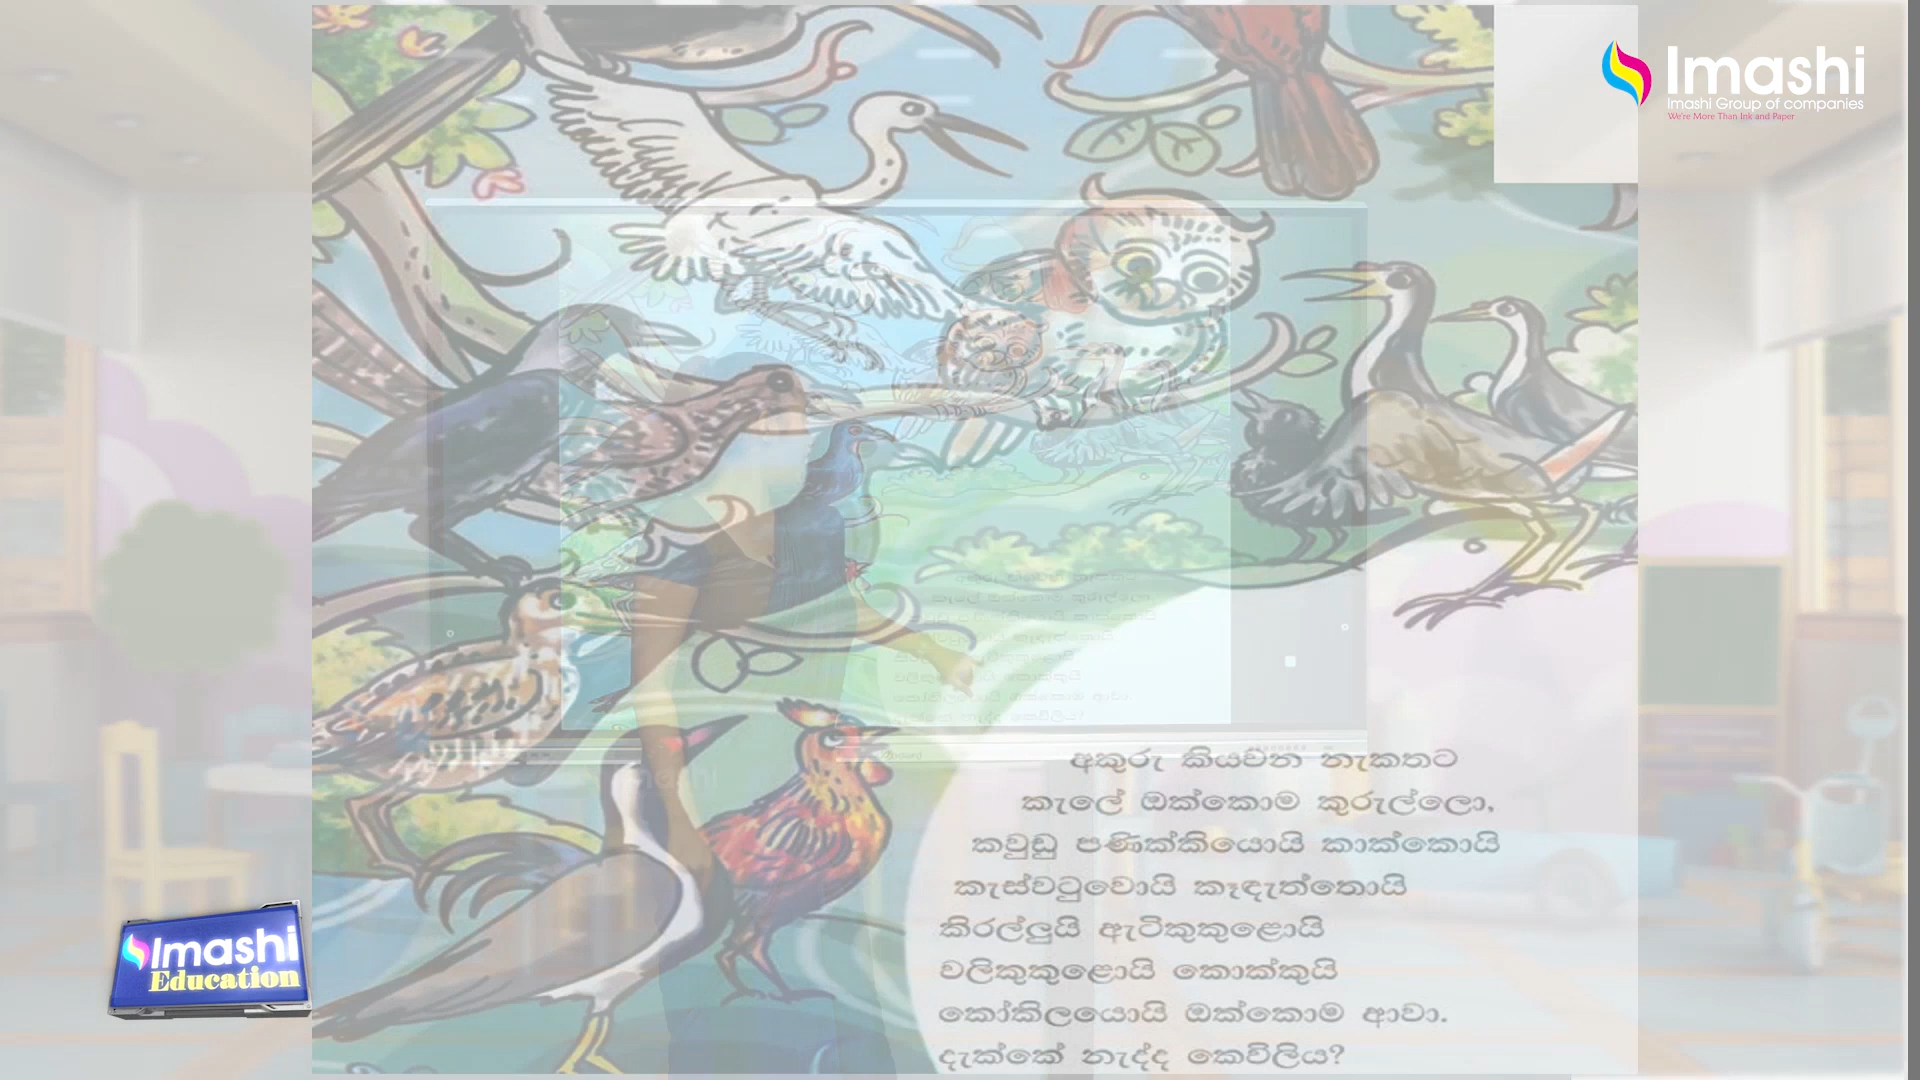 Imashi
Imashi Group of companies
We're More Than Ink and Paper
අකුරු කියවන නැකතට
කැලේ ඔක්කොම කුරුල්ලො,
කවුඩු පණික්කියොයි කාක්කොයි
කැස්වටුවොයි කෑදැත්තොයි
කිරල්ලුයි ඇටිකුකුළොයි
වලිකුකුළොයි කොක්කුයි
කෝකිලයොයි ඔක්කොම ආවා.
දැක්කේ නැද්ද කෙවිලිය?
Imashi
Education